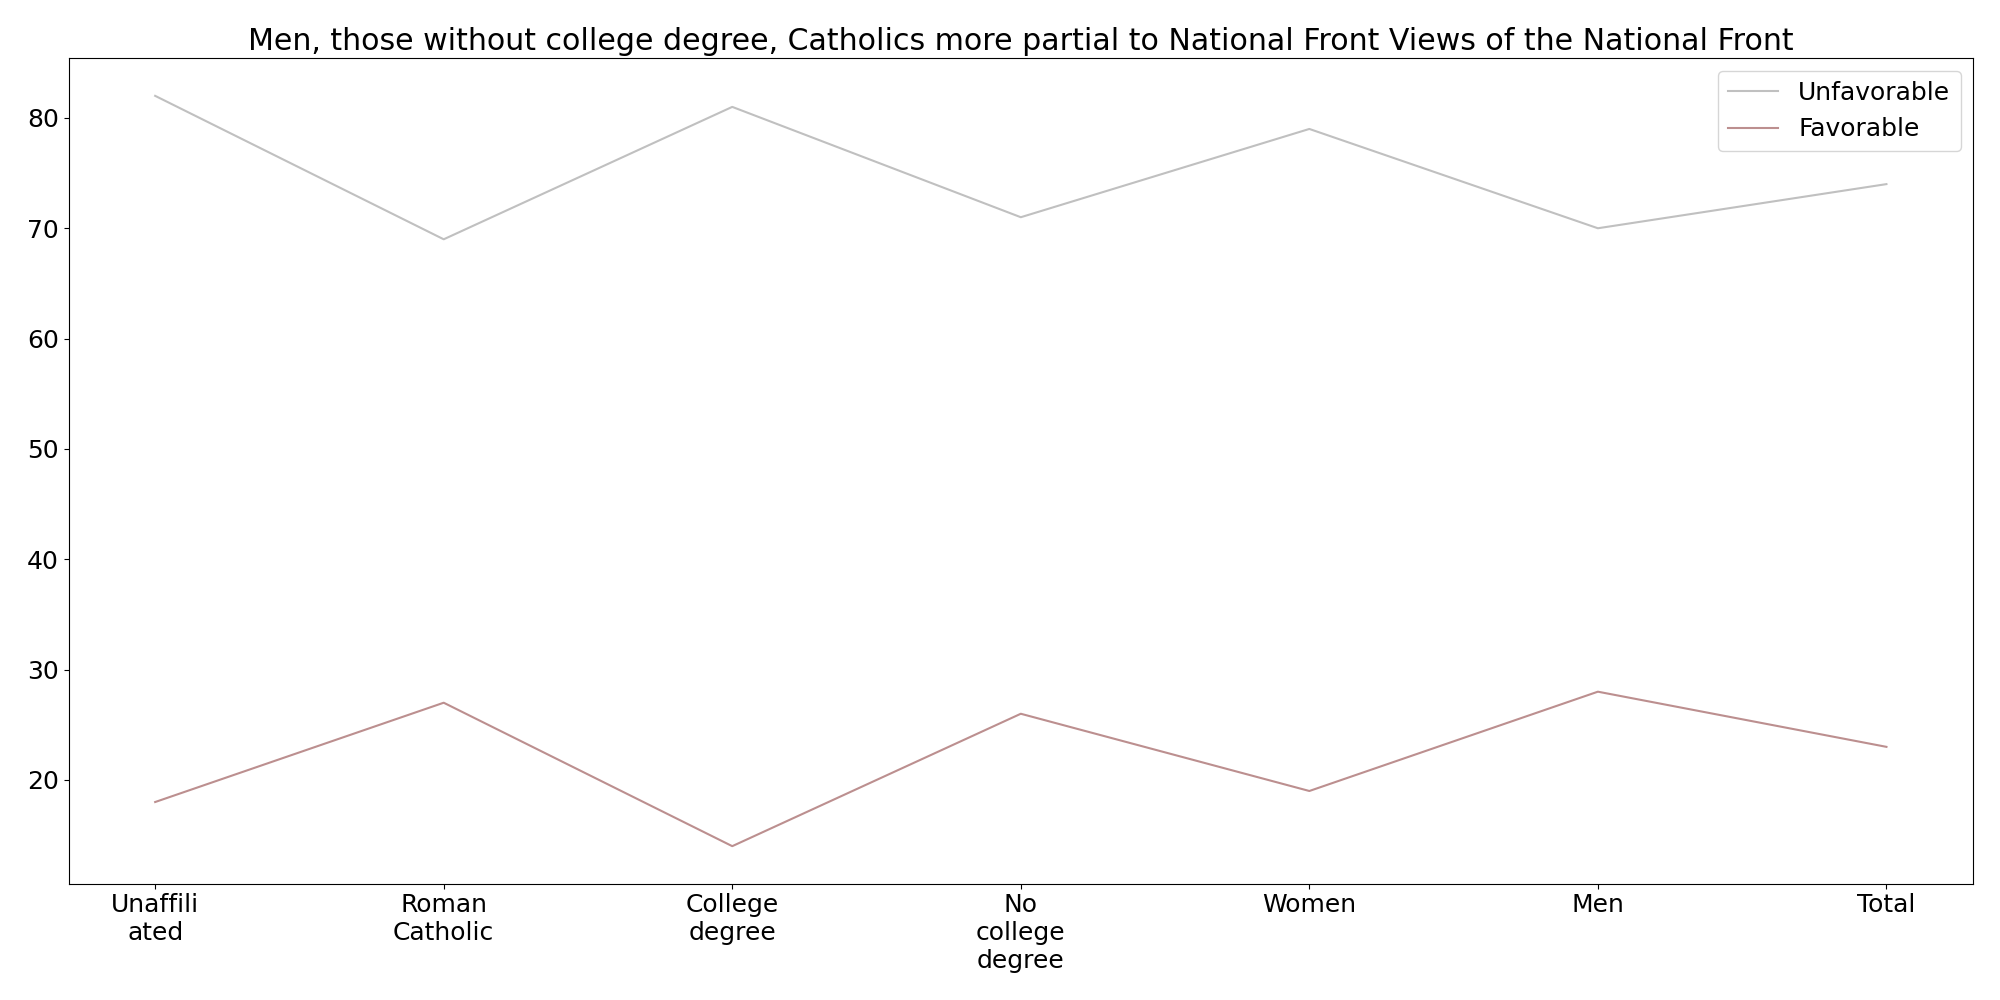 Men, those without college degree, Catholics more partial to National Front Views of the National Front
Unfavorable
Favorable
80
70
60
50
40
30
20
Unaffili
ated
Roman
Catholic
College
degree
No
college
degree
Women
Men
Total